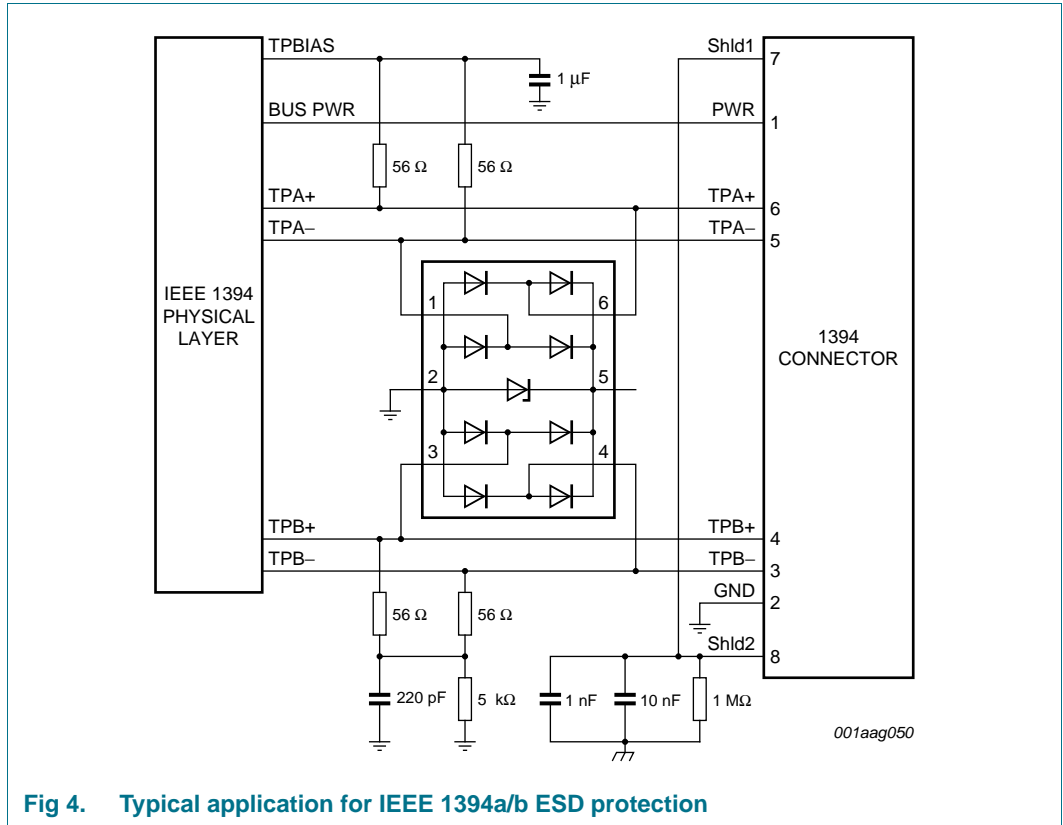 TPBIAS
Shld1
7
1 μF
BUS PWR
PWR
1
56 Ω
56 Ω
TPA+
TPA+
6
TPA−
TPA−
5
IEEE 1394
PHYSICAL
LAYER
1
6
1394
CONNECTOR
2
5
3
4
TPB+
TPB+
4
TPB−
TPB−
3
GND
2
56 Ω
56 Ω
Shld2
8
220 pF
5 kΩ
1 nF
10 nF
1 MΩ
001aag050
Fig 4. Typical application for IEEE 1394a/b ESD protection